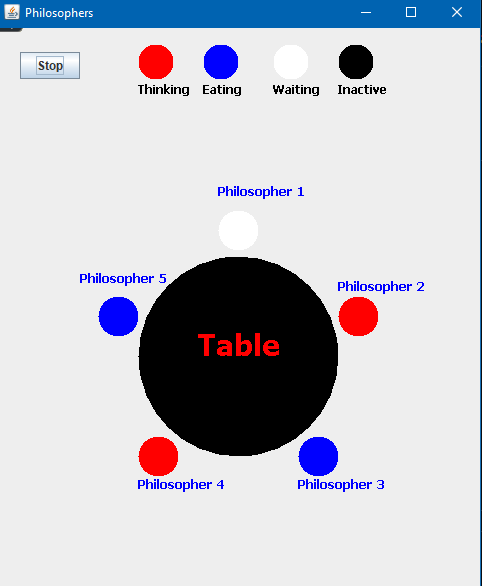 Philosophers
Stop
Thinking Eating Waiting Inactive
Philosopher 1
Philosopher 5
Philosopher 2
Table
Philosopher 4
Philosopher 3